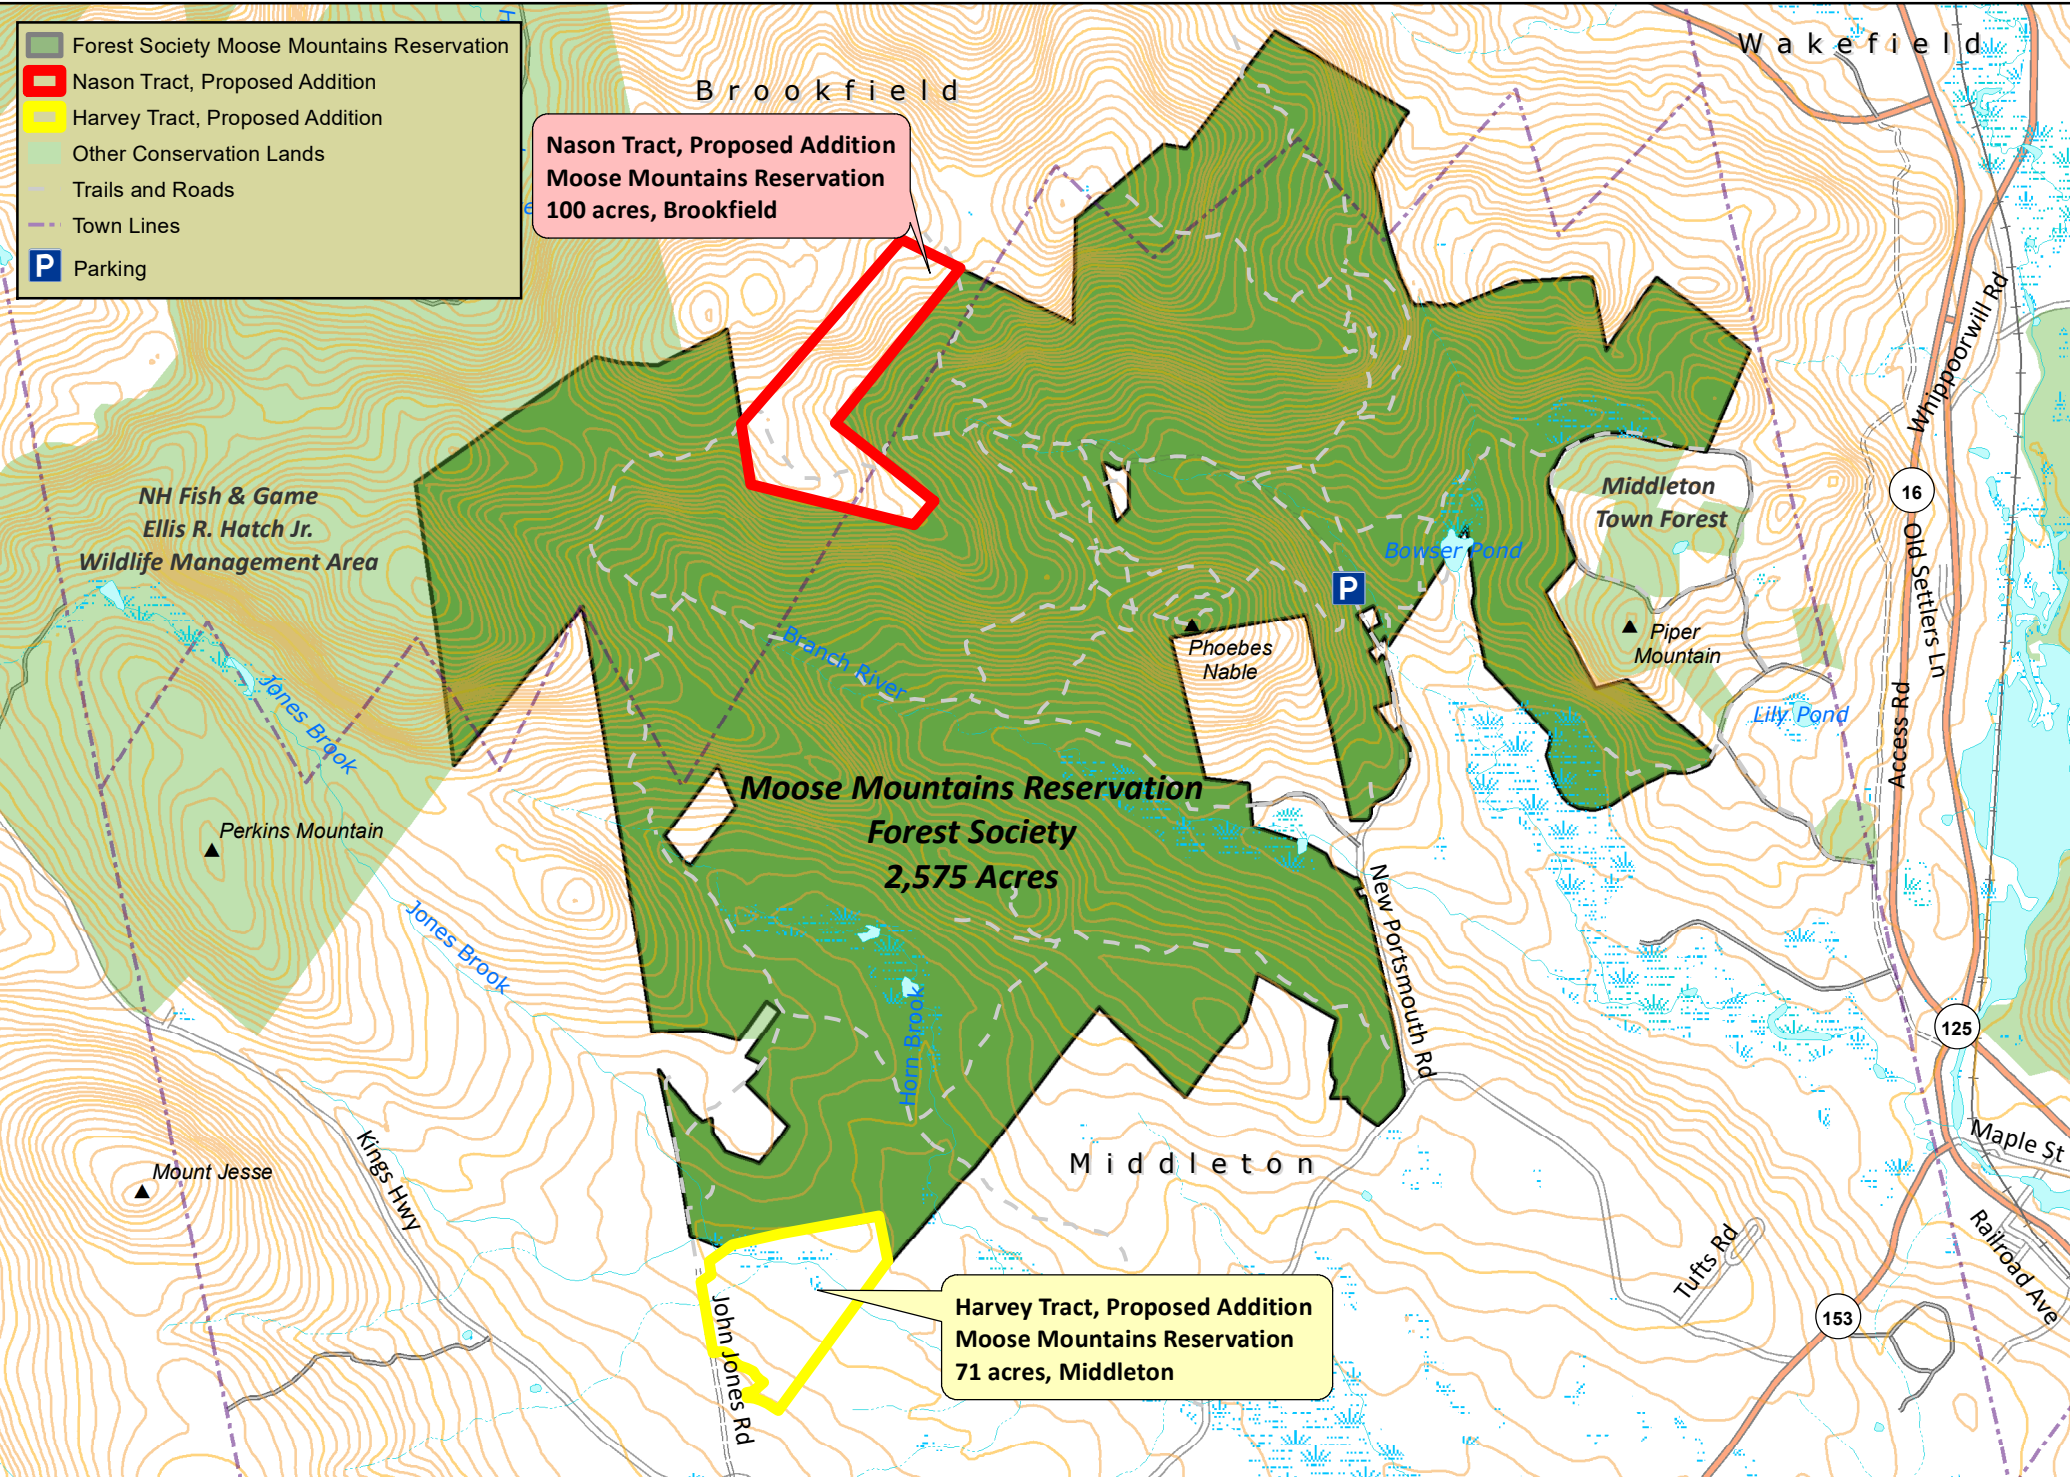 Forest Society Moose Mountains Reservation
Nason Tract, Proposed Addition
Harvey Tract, Proposed Addition
Other Conservation Lands
Trails and Roads
Town Lines
P Parking
Brookfield
Wakefield
Nason Tract, Proposed Addition
Moose Mountains Reservation
100 acres, Brookfield
Whippoorwill Rd
16
Old Settlers Ln
Access Rd
NH Fish & Game
Ellis R. Hatch Jr.
Wildlife Management Area
Middleton
Town Forest
Bowser Pond
P
Piper
Mountain
Phoebes
Nable
Lily Pond
Branch River
Jones Brook
Perkins Mountain
Moose Mountains Reservation
Forest Society
2,575 Acres
Jones Brook
Horn Brook
New Portsmouth Rd
125
Maple St
Railroad Ave
Middleton
Mount Jesse
Kings Hwy
Tufts Rd
153
John Jones Rd
Harvey Tract, Proposed Addition
Moose Mountains Reservation
71 acres, Middleton